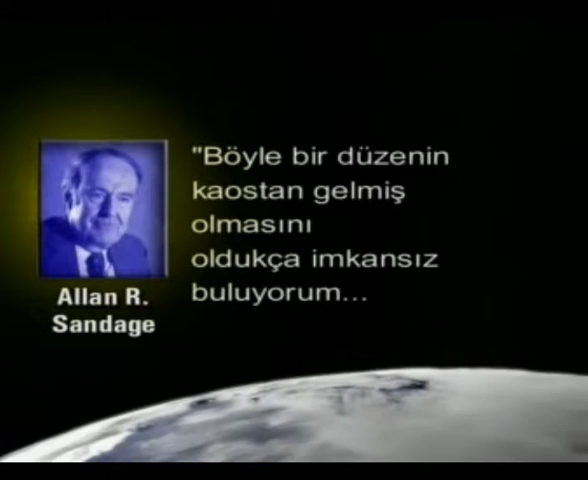 "Böyle bir düzenin
kaostan gelmiş
olmasını
oldukça imkansız
buluyorum...
Allan R.
Sandage